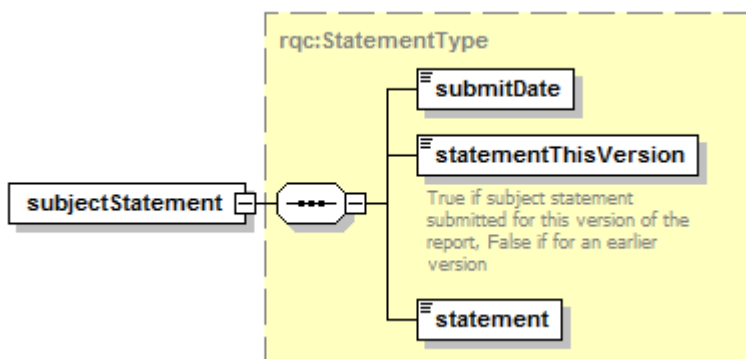 rqc:StatementType
submitDate
statementThisVersion
subjectStatement
True if subject statement
submitted for this version of the
report, False if for an earlier
version
statement